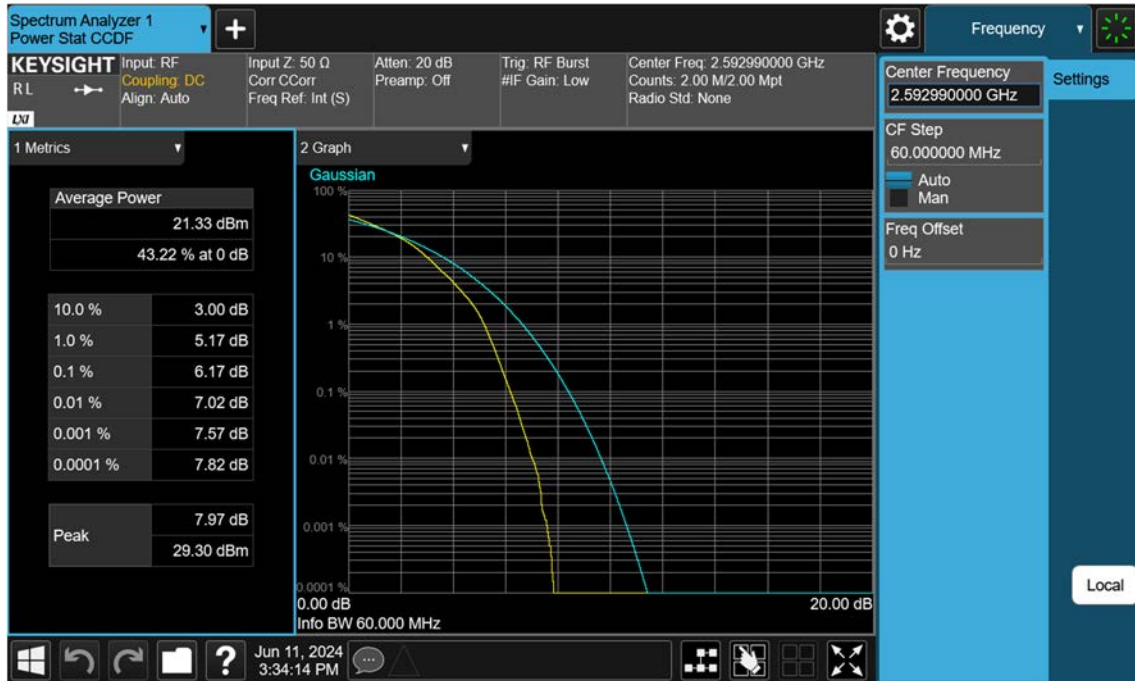 Spectrum Analyzer 1
Power Stat CCDF
Frequency
KEYSIGHT
R L
LXI
Input: RF
Coupling: DC
Align: Auto
Input Z: 50 Ω
Corr CCorr
Freq Ref: Int (S)
Atten: 20 dB
Preamp: Off
Trig: RF Burst
#IF Gain: Low
Center Freq: 2.592990000 GHz
Counts: 2.00 M/2.00 Mpt
Radio Std: None
Center Frequency
2.592990000 GHz
Settings
CF Step
60.000000 MHz
Auto
Man
Freq Offset
0 Hz
1 Metrics
Average Power
21.33 dBm
43.22 % at 0 dB
10.0 % 3.00 dB
1.0 % 5.17 dB
0.1 % 6.17 dB
0.01 % 7.02 dB
0.001 % 7.57 dB
0.0001 % 7.82 dB
Peak
7.97 dB
29.30 dBm
2 Graph
Gaussian
100 %
10 %
1 %
0.1 %
0.01 %
0.001 %
0.0001 %
0.00 dB 20.00 dB
Info BW 60.000 MHz
Local
?
Jun 11, 2024
3:34:14 PM